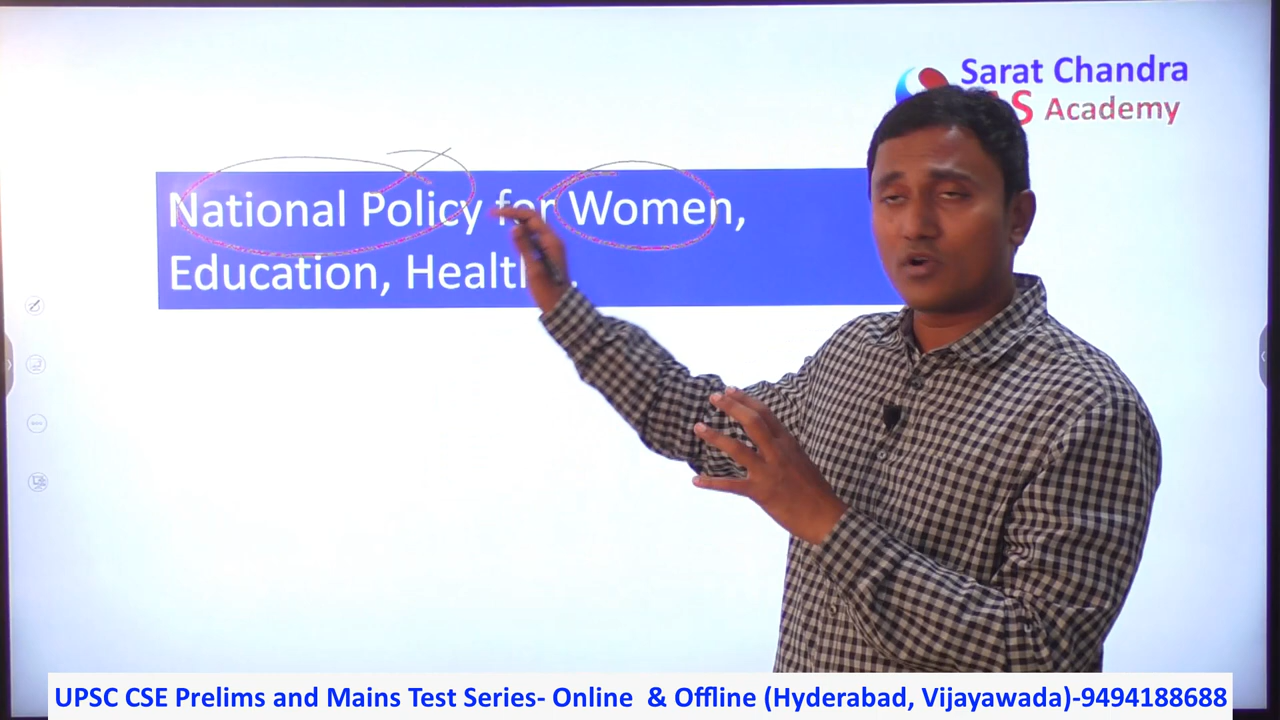 Sarat Chandra
Academy
National Policy for Women,
Education, Health
UPSC CSE Prelims and Mains Test Series- Online & Offline (Hyderabad, Vijayawada)-9494188688